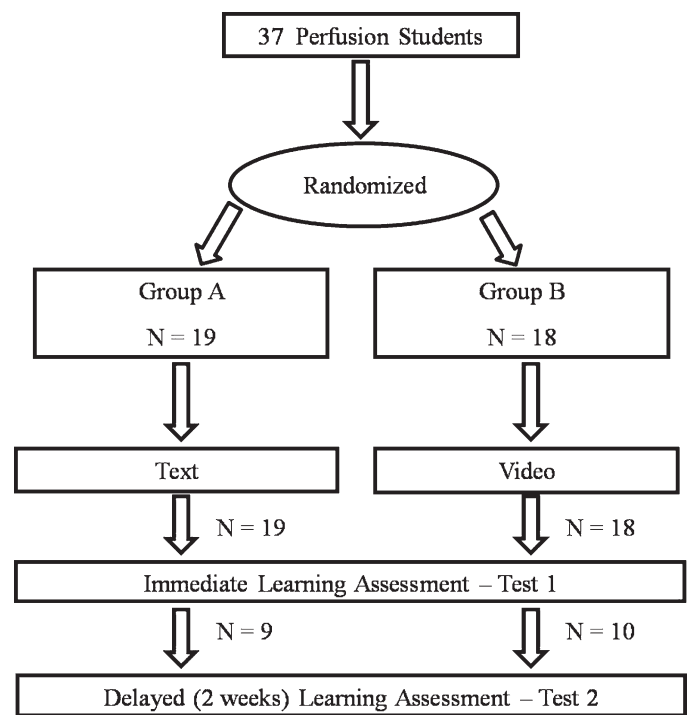 37 Perfusion Students
Randomized
Group A
N = 19
Group B
N = 18
Text
Video
N = 19
N = 18
Immediate Learning Assessment – Test 1
N = 9
N = 10
Delayed (2 weeks) Learning Assessment – Test 2